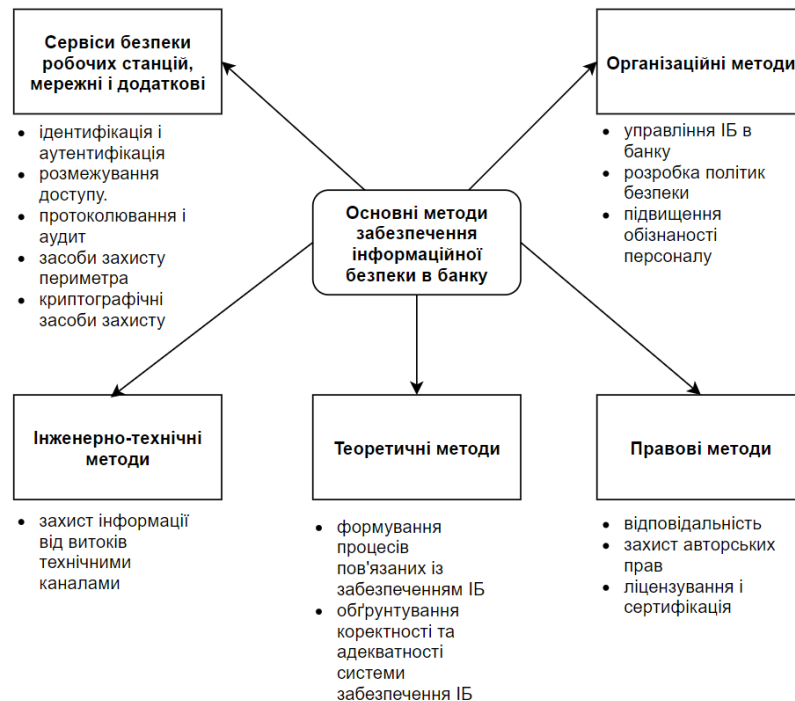 Сервіси безпеки
робочих станцій,
мережні і додаткові
• ідентифікація і
аутентифікація
• розмежування
доступу.
• протоколювання і
аудит
• засоби захисту
периметра
• криптографічні
засоби захисту
Організаційні методи
• управління ІБ в
банку
• розробка політик
безпеки
• підвищення
обізнаності
персоналу
Основні методи
забезпечення
інформаційної
безпеки в банку
Інженерно-технічні
методи
• захист інформації
від витоків
технічними
каналами
Теоретичні методи
• формування
процесів
пов'язаних із
забезпеченням ІБ
• обґрунтування
коректності та
адекватності
системи
забезпечення ІБ
Правові методи
• відповідальність
• захист авторських
прав
• ліцензування і
сертифікація